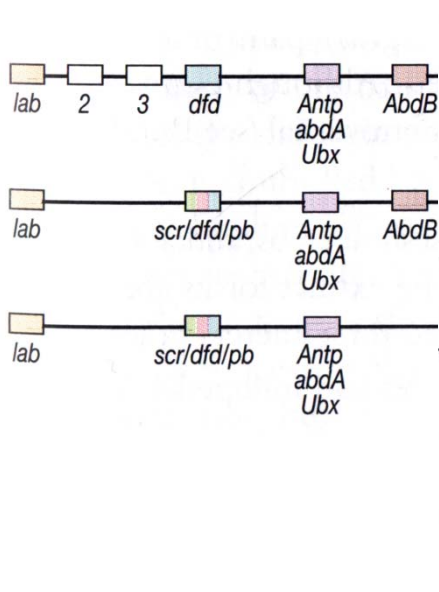 lab 2 3 dfd Antp AbdB
abdA
Ubx
lab scr/dfd/pb Antp AbdB
abdA
Ubx
lab scr/dfd/pb Antp
abdA
Ubx